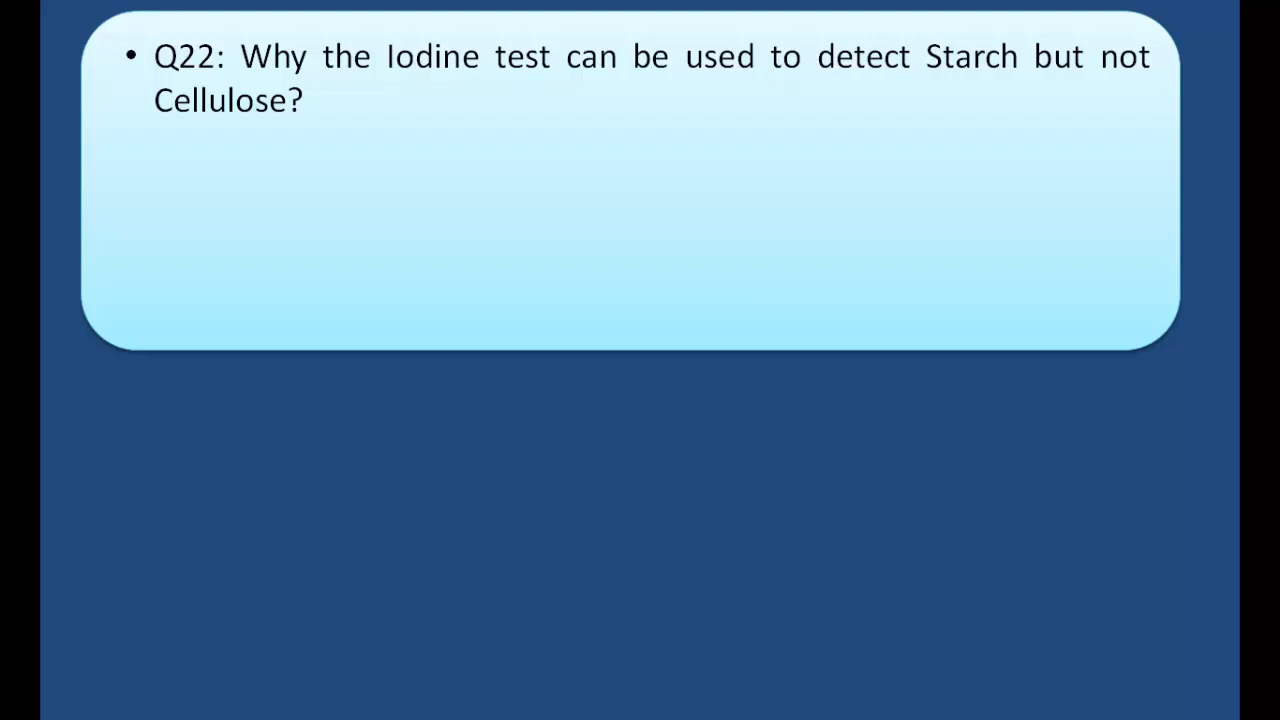 • Q22: Why the Iodine test can be used to detect Starch but not
Cellulose?